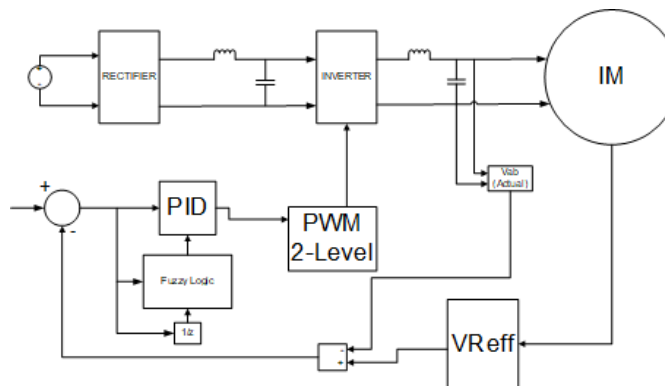 +
-
RECTIFIER
INVERTER
IM
Vab
(Actual)
+
-
PID
PWM
2-Level
Fuzzy Logic
1/z
-
+
VReff